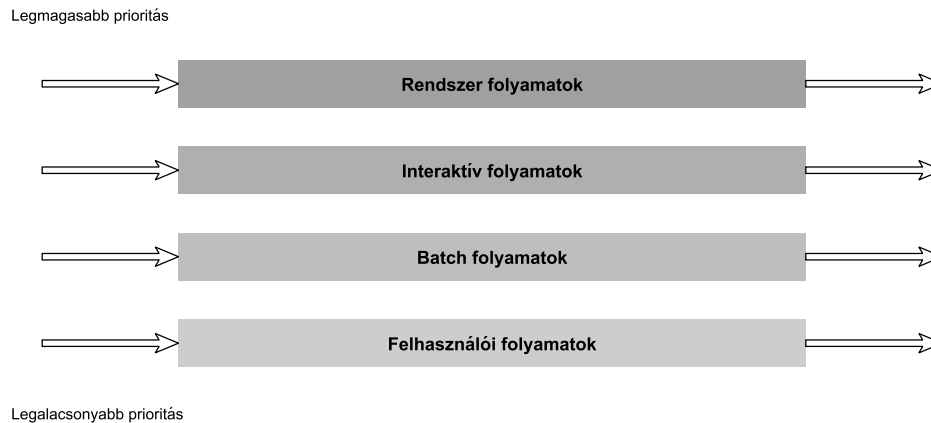 Legmagasabb prioritás
Rendszer folyamatok
Interaktív folyamatok
Batch folyamatok
Felhasználói folyamatok
Legalacsonyabb prioritás